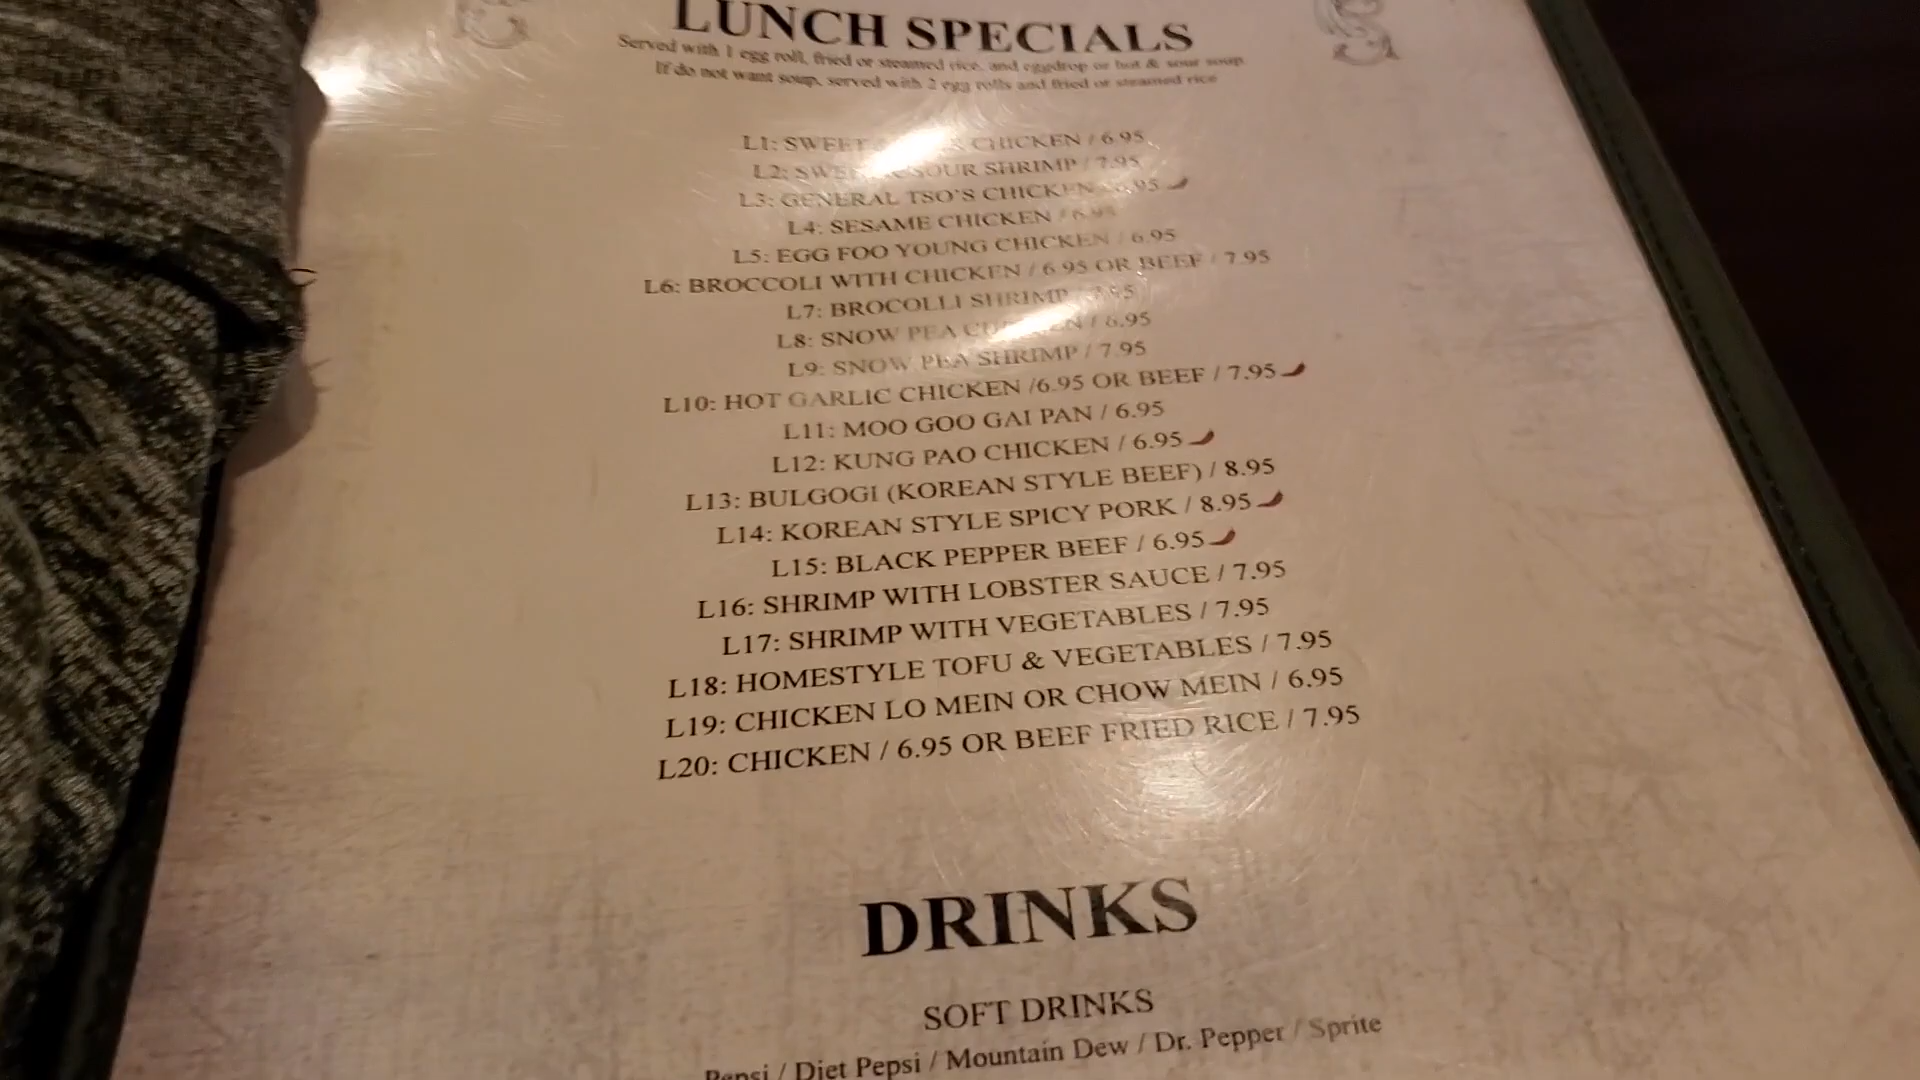 LUNCH SPECIALS
Served with 1 egg roll, fried or steamed rice, and eggdrop or hot & sour soup.
If do not want soup, served with 2 egg rolls and fried or steamed rice
L1: SWEET CHICKEN / 6.95
L2: SOUR SHRIMP / 7.95
L3: GENERAL TSO'S CHICKEN / 6.95
L4: SESAME CHICKEN / 6.95
L5: EGG FOO YOUNG CHICKEN / 6.95
L6: BROCCOLI WITH CHICKEN / 6.95 OR BEEF / 7.95
L7: BROCOLLI SHRIMP / 7.95
L8: SNOW PEA CHICKEN / 6.95
L9: SNOW PEA SHRIMP / 7.95
L10: HOT GARLIC CHICKEN /6.95 OR BEEF / 7.95
L11: MOO GOO GAI PAN / 6.95
L12: KUNG PAO CHICKEN / 6.95
L13: BULGOGI (KOREAN STYLE BEEF) / 8.95
L14: KOREAN STYLE SPICY PORK / 8.95
L15: BLACK PEPPER BEEF / 6.95
L16: SHRIMP WITH LOBSTER SAUCE / 7.95
L17: SHRIMP WITH VEGETABLES / 7.95
L18: HOMESTYLE TOFU & VEGETABLES / 7.95
L19: CHICKEN LO MEIN OR CHOW MEIN / 6.95
L20: CHICKEN / 6.95 OR BEEF FRIED RICE / 7.95
DRINKS
SOFT DRINKS
Pepsi / Diet Pepsi / Mountain Dew / Dr. Pepper / Sprite